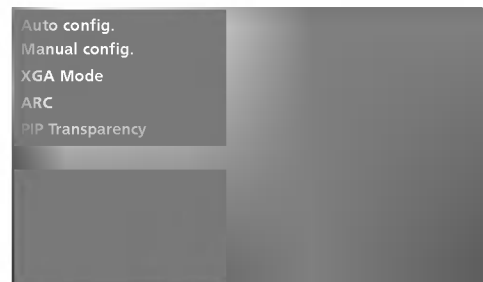 Auto config.
Manual config.
XGA Mode
ARC
PIP Transparency